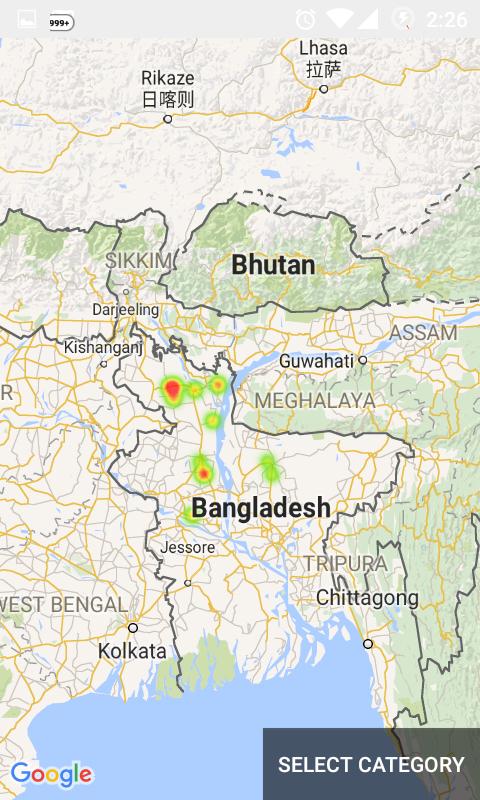 999+
2:26
Lhasa
拉萨
Rikaze
日喀则
SIKKIM
Bhutan
Darjeeling
ASSAM
Kishanganj
Guwahati
R
MEGHALAYA
Bangladesh
Jessore
TRIPURA
WEST BENGAL
Chittagong
Kolkata
Google
SELECT CATEGORY